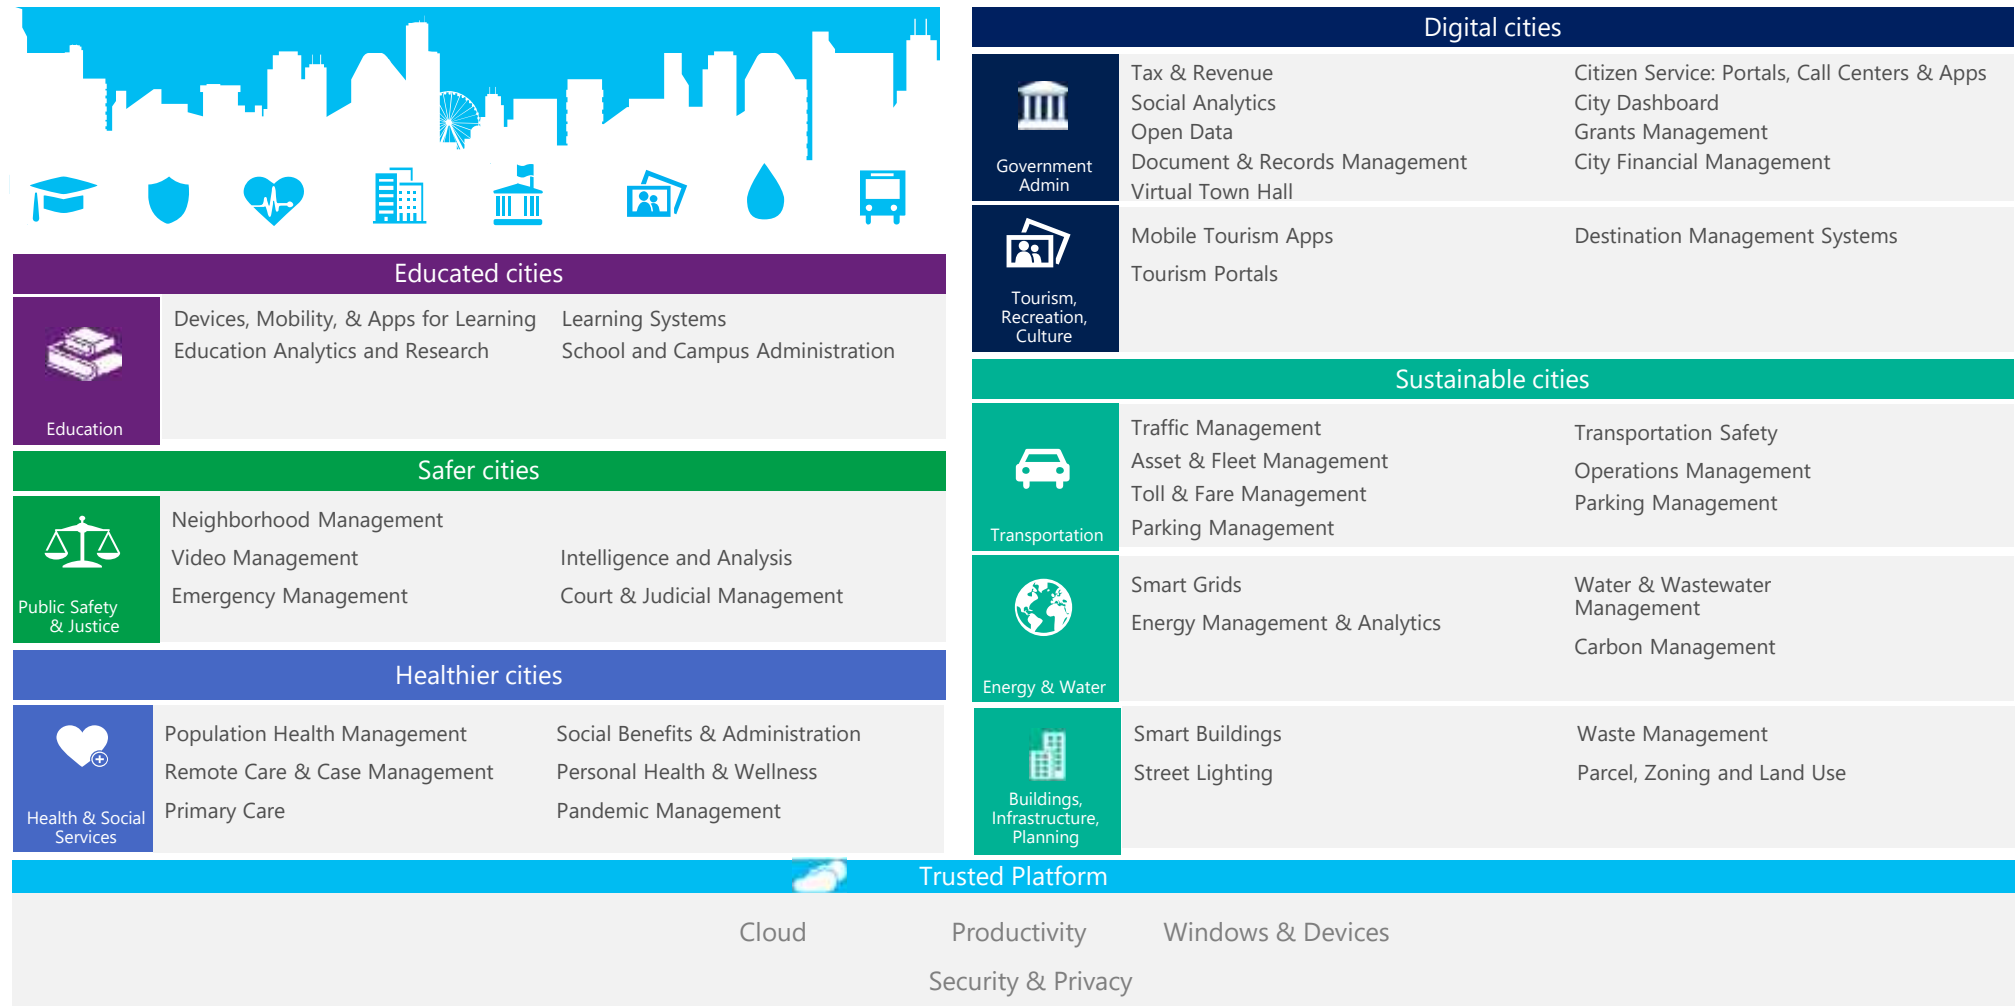 Educated cities
Education
Devices, Mobility, & Apps for Learning
Education Analytics and Research
Learning Systems
School and Campus Administration
Safer cities
Public Safety
& Justice
Neighborhood Management
Video Management
Emergency Management
Intelligence and Analysis
Court & Judicial Management
Healthier cities
Health & Social
Services
Population Health Management
Remote Care & Case Management
Primary Care
Social Benefits & Administration
Personal Health & Wellness
Pandemic Management
Digital cities
Government
Admin
Tax & Revenue
Social Analytics
Open Data
Document & Records Management
Virtual Town Hall
Citizen Service: Portals, Call Centers & Apps
City Dashboard
Grants Management
City Financial Management
Tourism,
Recreation,
Culture
Mobile Tourism Apps
Tourism Portals
Destination Management Systems
Sustainable cities
Transportation
Traffic Management
Asset & Fleet Management
Toll & Fare Management
Parking Management
Transportation Safety
Operations Management
Parking Management
Energy & Water
Smart Grids
Energy Management & Analytics
Water & Wastewater
Management
Carbon Management
Buildings,
Infrastructure,
Planning
Smart Buildings
Street Lighting
Waste Management
Parcel, Zoning and Land Use
Trusted Platform
Cloud
Productivity
Windows & Devices
Security & Privacy